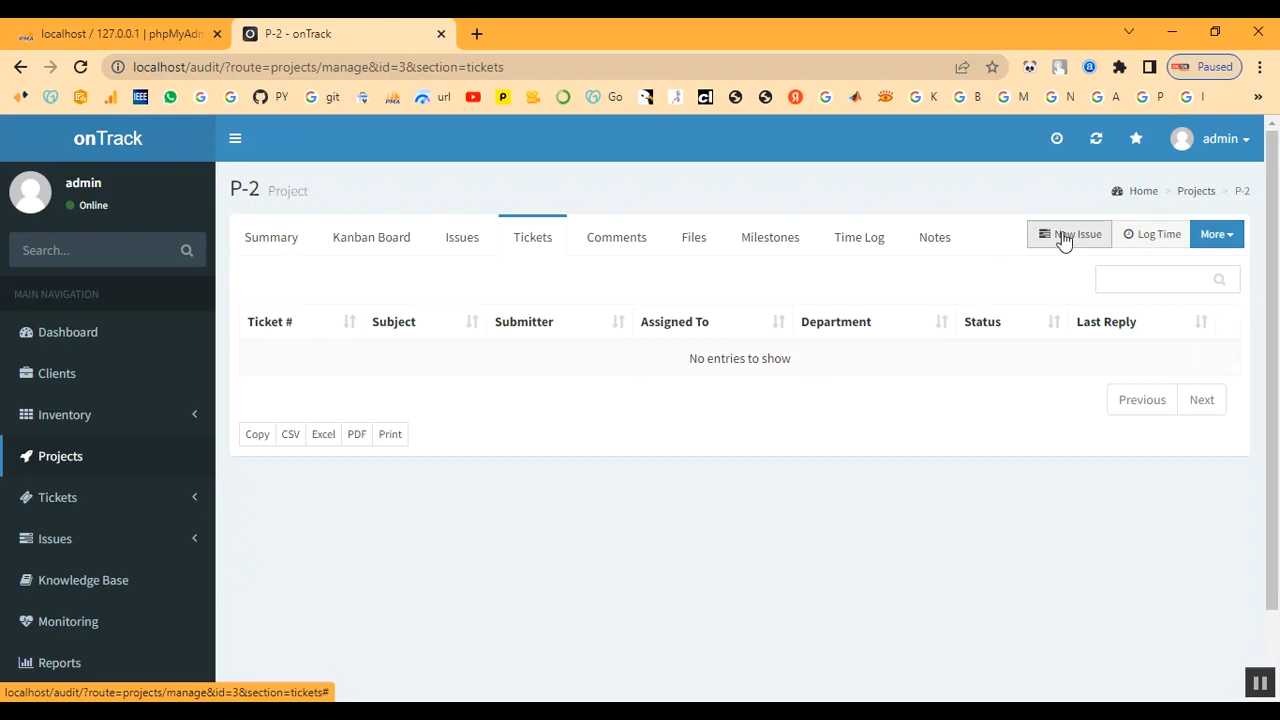 localhost / 127.0.0.1 | phpMyAdn
P-2 - onTrack
localhost/audit/?route=projects/manage&id=3&section=tickets
Paused
PY
git
url
Go
K
B
M
N
A
P
I
onTrack
admin
admin
Online
P-2 Project
Home > Projects > P-2
Search...
Summary
Kanban Board
Issues
Tickets
Comments
Files
Milestones
Time Log
Notes
New Issue
Log Time
More
MAIN NAVIGATION
Dashboard
Clients
Inventory
Projects
Tickets
Issues
Knowledge Base
Monitoring
Reports
Ticket #
Subject
Submitter
Assigned To
Department
Status
Last Reply
No entries to show
Previous
Next
Copy
CSV
Excel
PDF
Print
localhost/audit/?route=projects/manage&id=3&section=tickets#